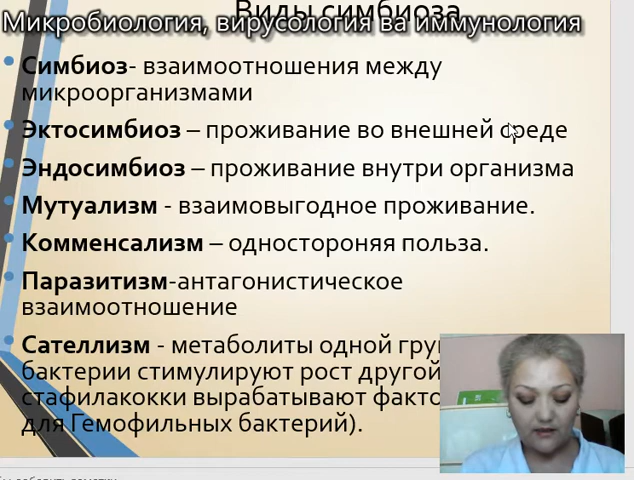 Виды симбиоза
Микробиология, вирусология ва иммунология
Симбиоз- взаимоотношения между
микроорганизмами
Эктосимбиоз – проживание во внешней среде
Эндосимбиоз – проживание внутри организма
Мутуализм - взаимовыгодное проживание.
Комменсализм – одностороняя польза.
Паразитизм-антагонистическое
взаимоотношение
Сателлизм - метаболиты одной
бактерии стимулируют рост другой
стафилакокки вырабатывают
для Гемофильных бактерий).